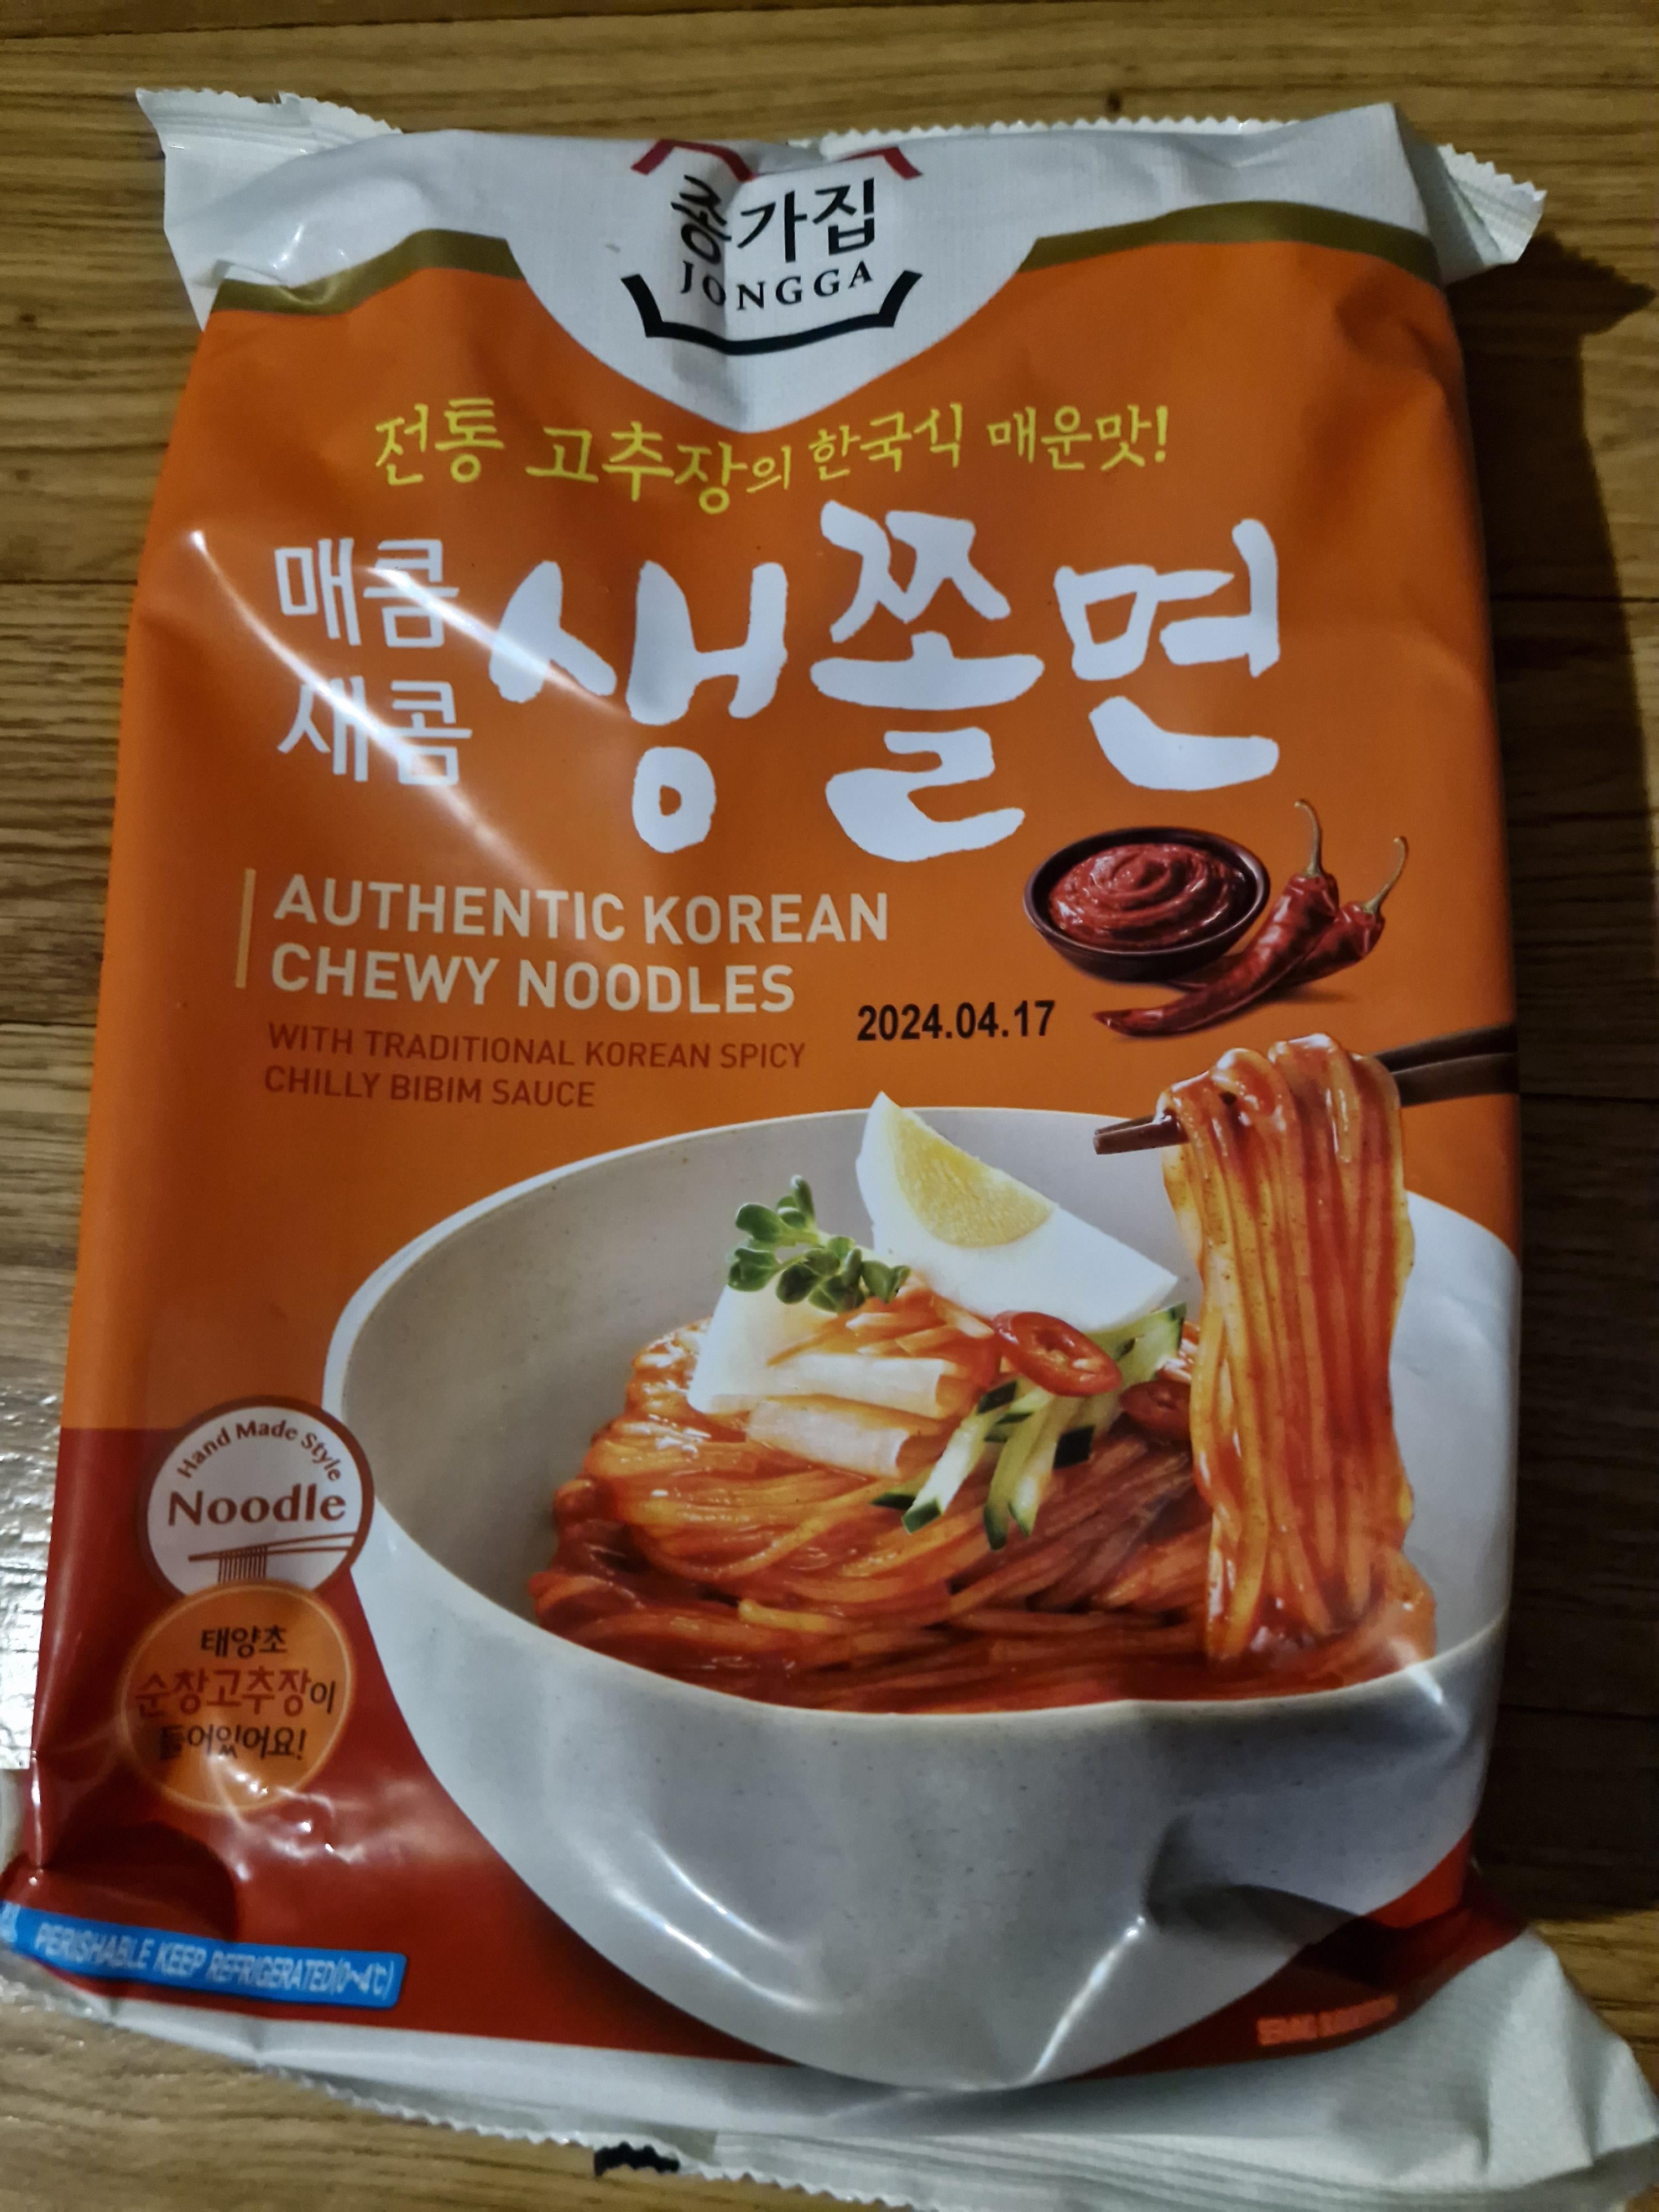 종가집
JONGGA
전통 고추장의 한국식 매운맛!
매콤
새콤
생쫄면
AUTHENTIC KOREAN
CHEWY NOODLES
WITH TRADITIONAL KOREAN SPICY
CHILLY BIBIM SAUCE
2024.04.17
Hand Made Style
Noodle
태양초
순창고추장이
들어있어요!
PERISHABLE KEEP REFRIGERATED(0~4℃)